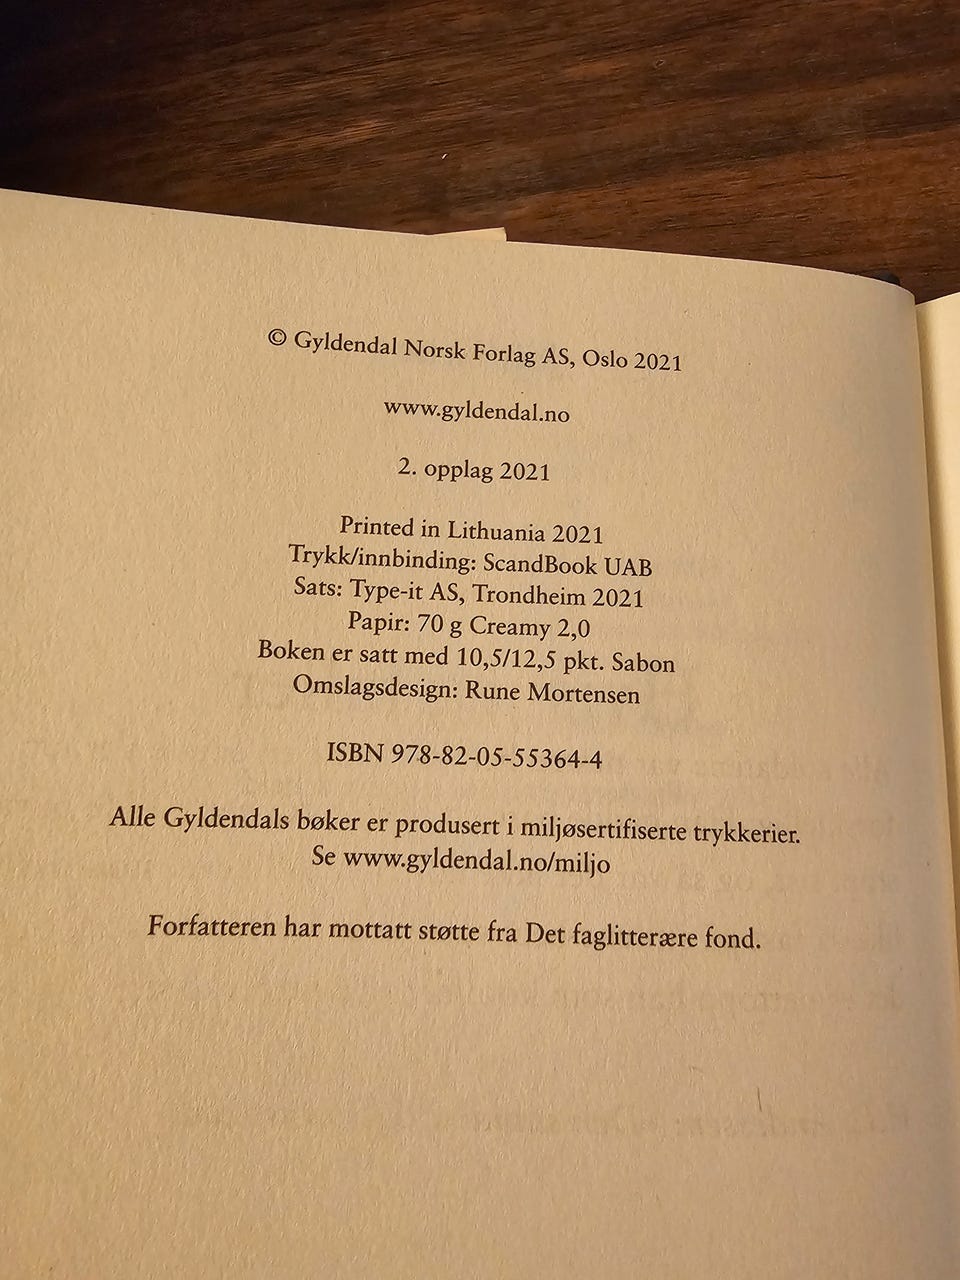 © Gyldendal Norsk Forlag AS, Oslo 2021
www.gyldendal.no
2. opplag 2021
Printed in Lithuania 2021
Trykk/innbinding: ScandBook UAB
Sats: Type-it AS, Trondheim 2021
Papir: 70 g Creamy 2,0
Boken er satt med 10,5/12,5 pkt. Sabon
Omslagsdesign: Rune Mortensen
ISBN 978-82-05-55364-4
Alle Gyldendals bøker er produsert i miljøsertifiserte trykkerier.
Se www.gyldendal.no/miljo
Forfatteren har mottatt støtte fra Det faglitterære fond.